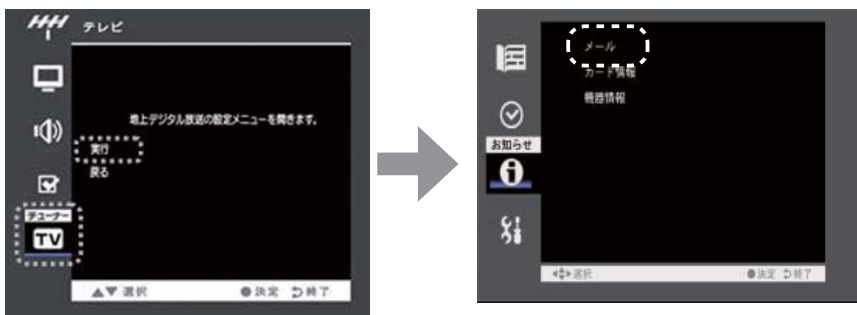 テレビ
地上デジタル放送の設定メニューを開きます。
実行
戻る
チューナー
TV
▲▼ 選択 ●決定 終了
メール
カード情報
機器情報
お知らせ
選択 ●決定 終了